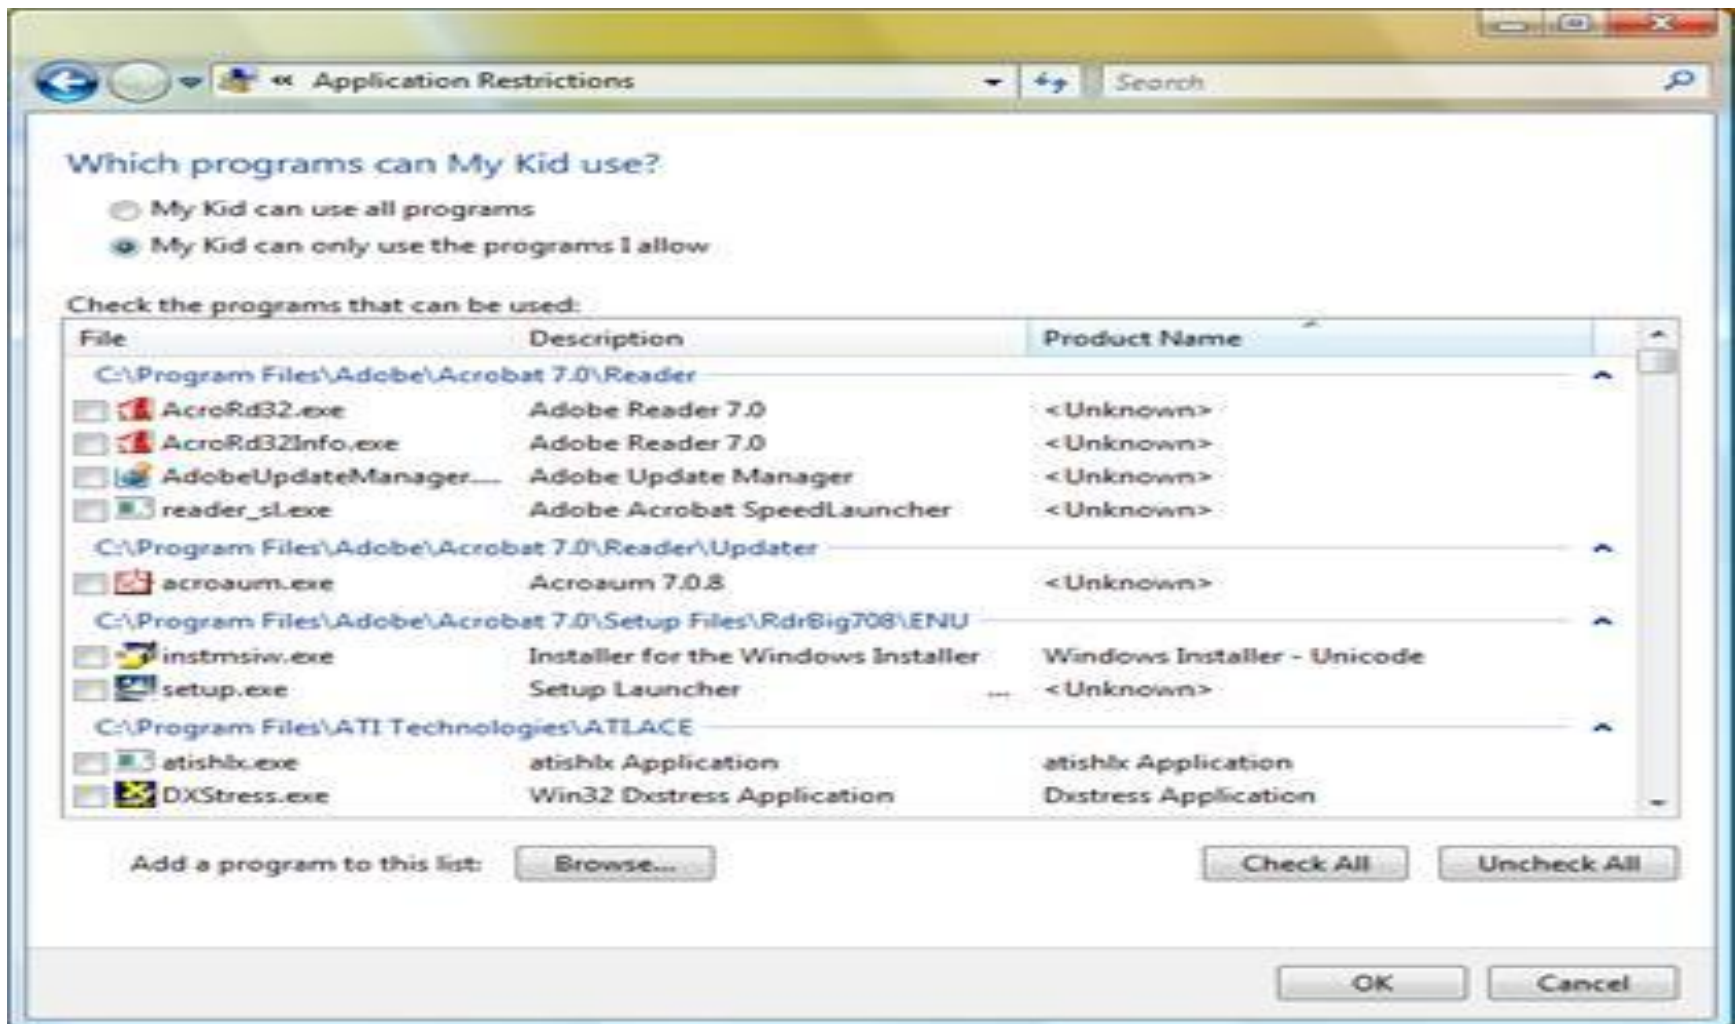 « Application Restrictions Search
Which programs can My Kid use?
My Kid can use all programs
My Kid can only use the programs I allow
Check the programs that can be used:
File Description Product Name
C:\Program Files\Adobe\Acrobat 7.0\Reader
AcroRd32.exe Adobe Reader 7.0 <Unknown>
AcroRd32Info.exe Adobe Reader 7.0 <Unknown>
AdobeUpdateManager.... Adobe Update Manager <Unknown>
reader_sl.exe Adobe Acrobat SpeedLauncher <Unknown>
C:\Program Files\Adobe\Acrobat 7.0\Reader\Updater
acroaum.exe Acroaum 7.0.8 <Unknown>
C:\Program Files\Adobe\Acrobat 7.0\Setup Files\RdrBig708\ENU
instmsiw.exe Installer for the Windows Installer Windows Installer - Unicode
setup.exe Setup Launcher ... <Unknown>
C:\Program Files\ATI Technologies\ATI.ACE
atishlx.exe atishlx Application atishlx Application
DXStress.exe Win32 Dxstress Application Dxstress Application
Add a program to this list: Browse... Check All Uncheck All
OK Cancel